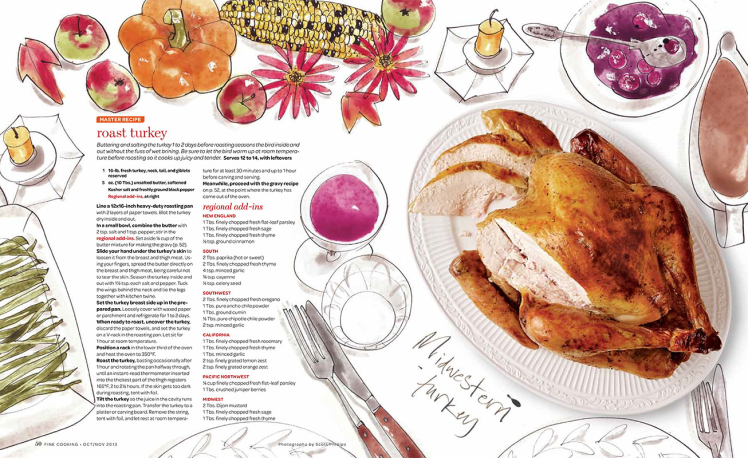 MASTER RECIPE
roast turkey
Buttering and salting the turkey 1 to 2 days before roasting seasons the bird inside and
out without the fuss of wet brining. Be sure to let the bird warm up at room tempera-
ture before roasting so it cooks up juicy and tender. Serves 12 to 14, with leftovers
1 16-lb. fresh turkey, neck, tail, and giblets
reserved
5 oz. (10 Tbs.) unsalted butter, softened
Kosher salt and freshly ground black pepper
Regional add-ins, at right
Line a 12x16-inch heavy-duty roasting pan
with 2 layers of paper towels. Blot the turkey
dry inside and out.
In a small bowl, combine the butter with
2 tsp. salt and 1 tsp. pepper; stir in the
regional add-ins. Set aside ¼ cup of the
butter mixture for making the gravy (p. 52).
Slide your hand under the turkey's skin to
loosen it from the breast and thigh meat. Us-
ing your fingers, spread the butter directly on
the breast and thigh meat, being careful not
to tear the skin. Season the turkey inside and
out with 1½ tsp. each salt and pepper. Tuck
the wings behind the neck and tie the legs
together with kitchen twine.
Set the turkey breast side up in the pre-
pared pan. Loosely cover with waxed paper
or parchment and refrigerate for 1 to 2 days.
When ready to roast, uncover the turkey,
discard the paper towels, and set the turkey
on a V-rack in the roasting pan. Let sit for
1 hour at room temperature.
Position a rack in the lower third of the oven
and heat the oven to 350°F.
Roast the turkey, basting occasionally after
1 hour and rotating the pan halfway through,
until an instant-read thermometer inserted
into the thickest part of the thigh registers
165°F, 2 to 2¾ hours. If the skin gets too dark
during roasting, tent with foil.
Tilt the turkey so the juice in the cavity runs
into the roasting pan. Transfer the turkey to a
platter or carving board. Remove the string,
tent with foil, and let rest at room tempera-
ture for at least 30 minutes and up to 1 hour
before carving and serving.
Meanwhile, proceed with the gravy recipe
on p. 52, at the point where the turkey has
come out of the oven.
regional add-ins
NEW ENGLAND
1 Tbs. finely chopped fresh flat-leaf parsley
1 Tbs. finely chopped fresh sage
1 Tbs. finely chopped fresh thyme
½ tsp. ground cinnamon
SOUTH
2 Tbs. paprika (hot or sweet)
2 Tbs. finely chopped fresh thyme
4 tsp. minced garlic
¼ tsp. cayenne
¼ tsp. celery seed
SOUTHWEST
2 Tbs. finely chopped fresh oregano
1 Tbs. pure ancho chile powder
1 Tbs. ground cumin
¾ Tbs. pure chipotle chile powder
2 tsp. minced garlic
CALIFORNIA
1 Tbs. finely chopped fresh rosemary
1 Tbs. finely chopped fresh thyme
1 Tbs. minced garlic
2 tsp. finely grated lemon zest
2 tsp. finely grated orange zest
PACIFIC NORTHWEST
¼ cup finely chopped fresh flat-leaf parsley
1 Tbs. crushed juniper berries
MIDWEST
2 Tbs. Dijon mustard
1 Tbs. finely chopped fresh sage
1 Tbs. finely chopped fresh thyme
Midwestern
turkey
50 FINE COOKING • OCT/NOV 2013
Photographs by Scott Phillips